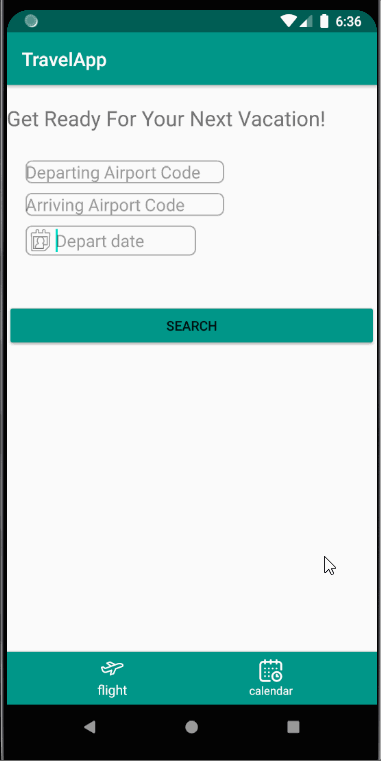 6:36
TravelApp
Get Ready For Your Next Vacation!
Departing Airport Code
Arriving Airport Code
Depart date
SEARCH
flight
calendar